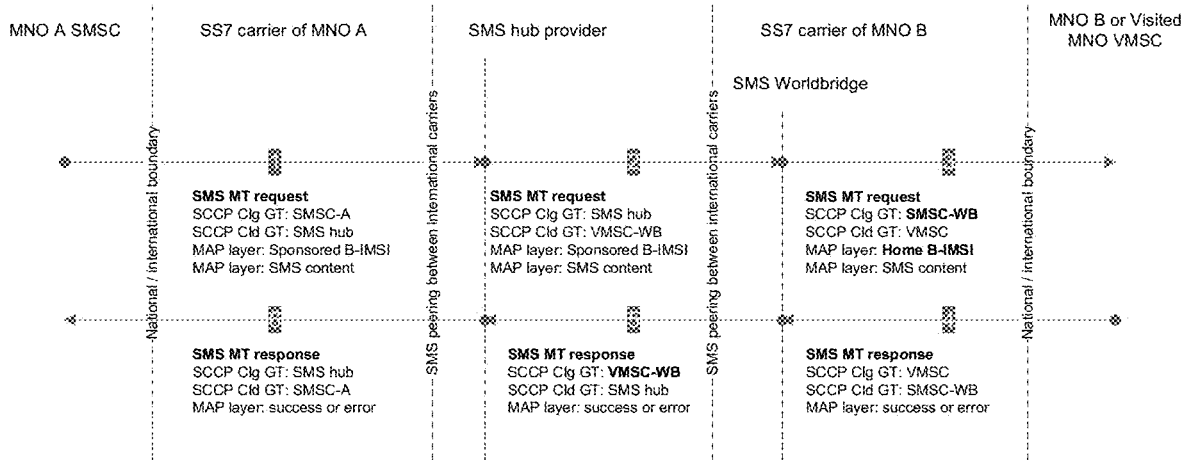 MNO A SMSC
SS7 carrier of MNO A
SMS hub provider
SS7 carrier of MNO B
MNO B or Visited
MNO VMSC
SMS Worldbridge
National / international boundary
SMS peering between international carriers
SMS peering between international carriers
National / international boundary
SMS MT request
SCCP Clg GT: SMSC-A
SCCP Cld GT: SMS hub
MAP layer: Sponsored B-IMSI
MAP layer: SMS content
SMS MT request
SCCP Clg GT: SMS hub
SCCP Cld GT: VMSC-WB
MAP layer: Sponsored B-IMSI
MAP layer: SMS content
SMS MT request
SCCP Clg GT: SMSC-WB
SCCP Cld GT: VMSC
MAP layer: Home B-IMSI
MAP layer: SMS content
SMS MT response
SCCP Clg GT: SMS hub
SCCP Cld GT: SMSC-A
MAP layer: success or error
SMS MT response
SCCP Clg GT: VMSC-WB
SCCP Cld GT: SMS hub
MAP layer: success or error
SMS MT response
SCCP Clg GT: VMSC
SCCP Cld GT: SMSC-WB
MAP layer: success or error